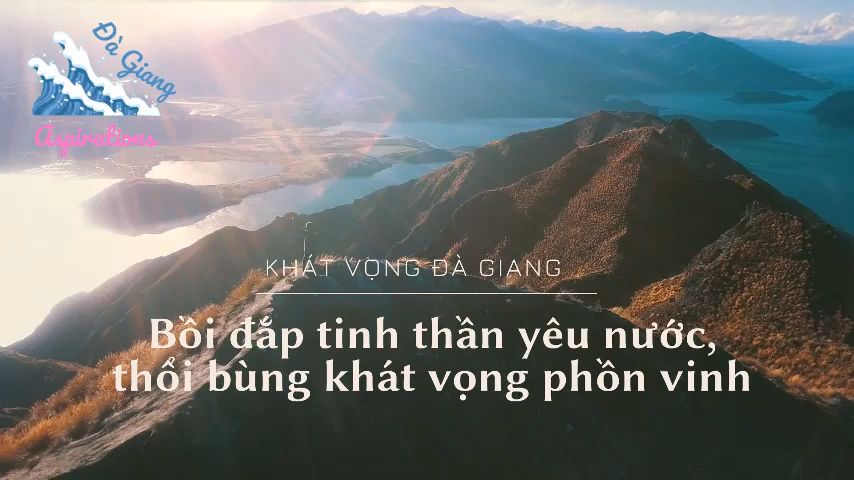 Đà Giang
Aspirations
KHÁT VỌNG ĐÀ GIANG
Bồi đắp tinh thần yêu nước,
thổi bùng khát vọng phồn vinh